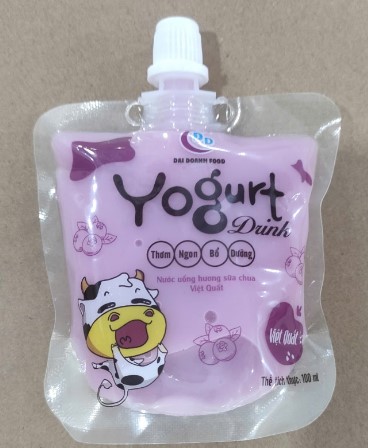 DAI DOANH FOOD
Yogurt
Drink
Thơm Ngon Bổ Dưỡng
Nước uống hương sữa chua
Việt Quất
Việt Quất
Thể tích thực: 100 ml